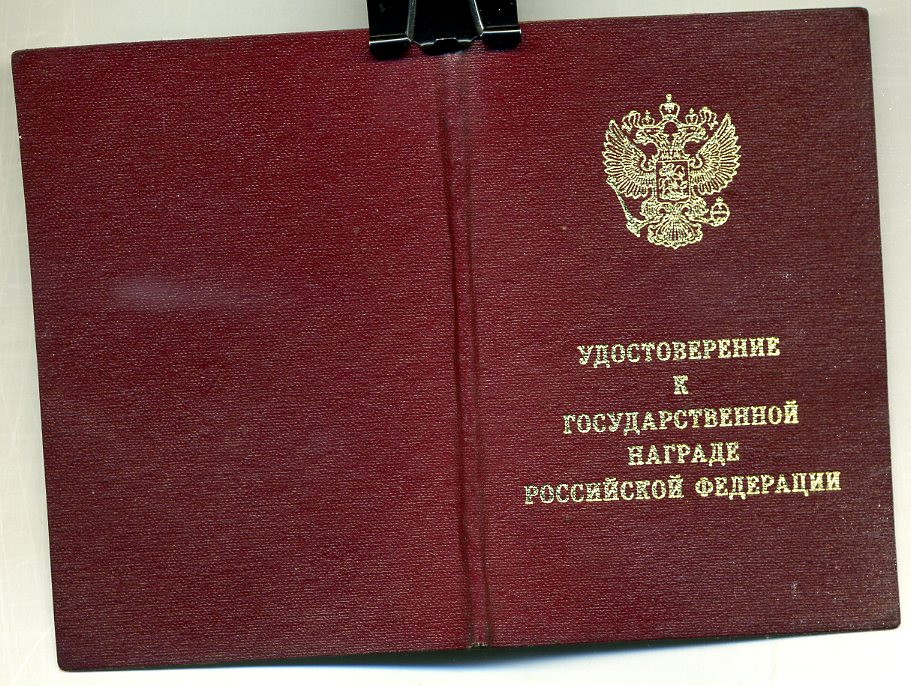 УДОСТОВЕРЕНИЕ
К
ГОСУДАРСТВЕННОЙ
НАГРАДЕ
РОССИЙСКОЙ ФЕДЕРАЦИИ